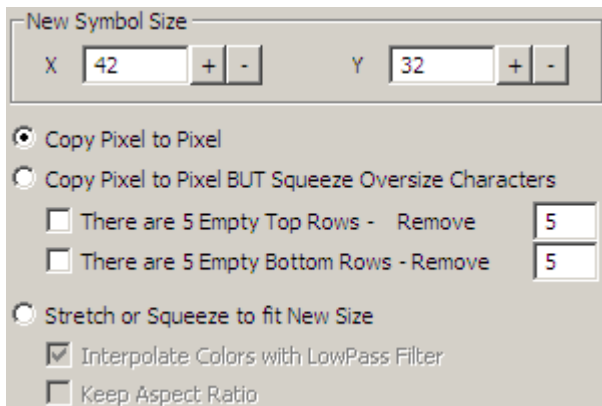 New Symbol Size
X 42 + - Y 32 + -
Copy Pixel to Pixel
Copy Pixel to Pixel BUT Squeeze Oversize Characters
There are 5 Empty Top Rows - Remove 5
There are 5 Empty Bottom Rows - Remove 5
Stretch or Squeeze to fit New Size
Interpolate Colors with LowPass Filter
Keep Aspect Ratio